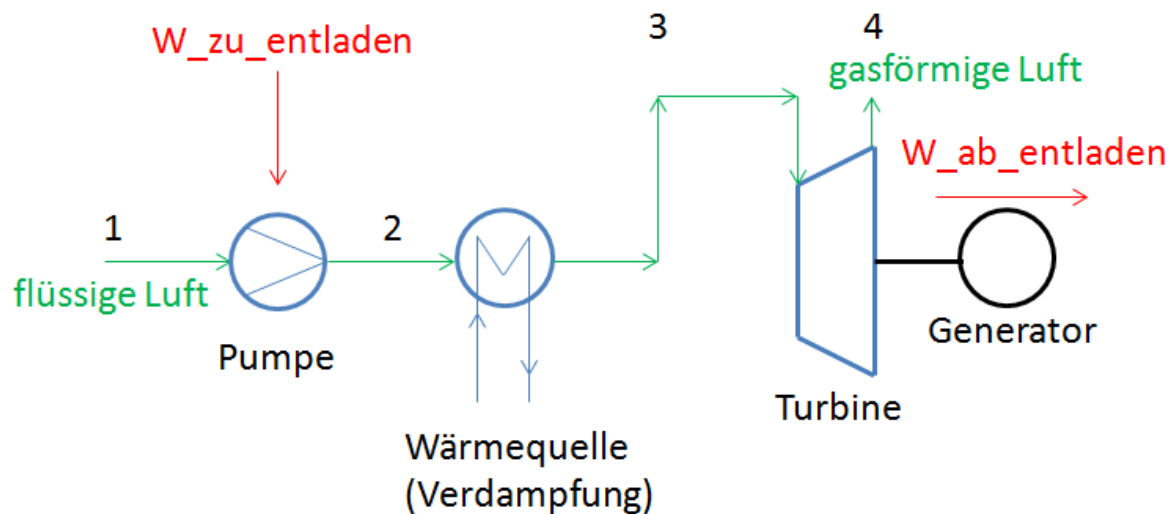 W_zu_entladen
3
4
gasförmige Luft
W_ab_entladen
1
2
flüssige Luft
Pumpe
Generator
Turbine
Wärmequelle
(Verdampfung)